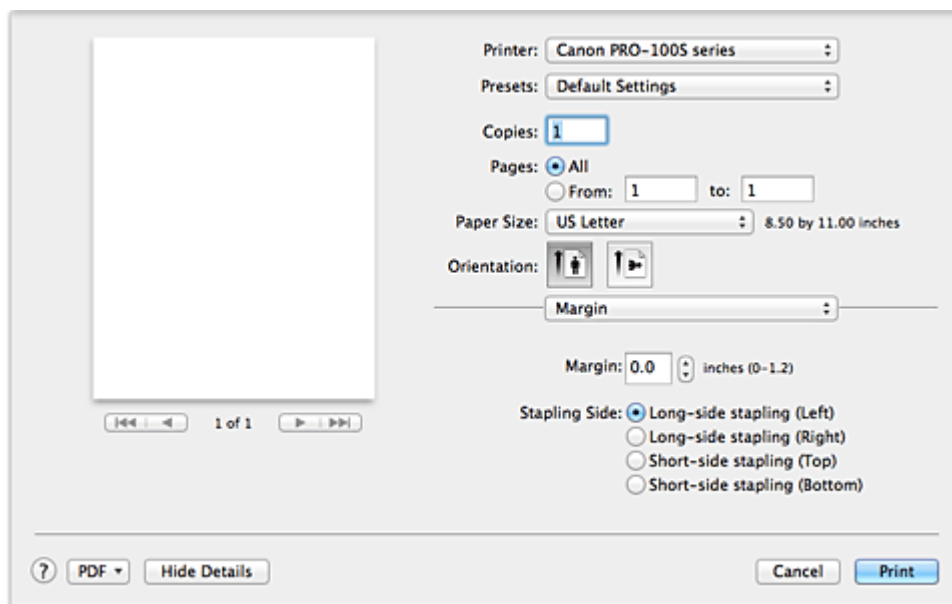 Printer: Canon PRO-100S series
Presets: Default Settings
Copies: 1
Pages: All
From: 1 to: 1
Paper Size: US Letter 8.50 by 11.00 inches
Orientation:
Margin
Margin: 0.0 inches (0-1.2)
1 of 1
Stapling Side: Long-side stapling (Left)
Long-side stapling (Right)
Short-side stapling (Top)
Short-side stapling (Bottom)
? PDF Hide Details Cancel Print